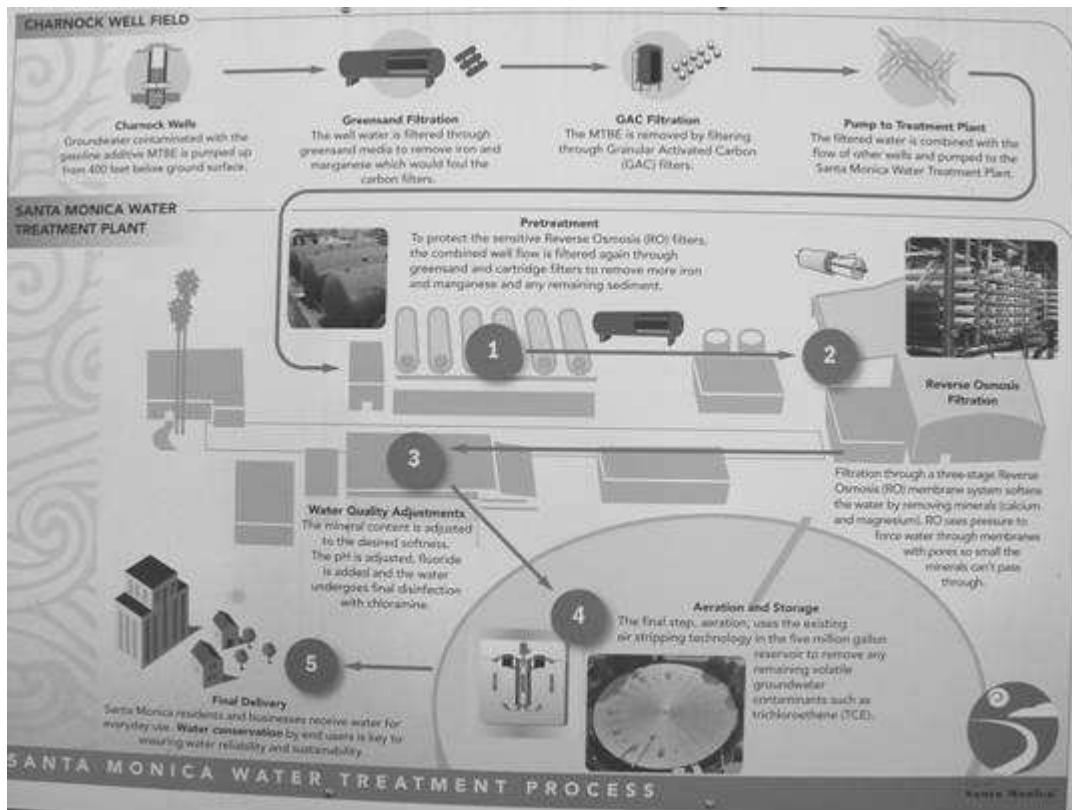 CHARNOCK WELL FIELD
Charnock Wells
Groundwater contaminated with the
gasoline additive MTBE is pumped up
from 400 feet below ground surface.
Greensand Filtration
The well water is filtered through
greensand media to remove iron and
manganese which would foul the
carbon filters.
GAC Filtration
The MTBE is removed by filtering
through Granular Activated Carbon
(GAC) filters.
Pump to Treatment Plant
The filtered water is combined with the
flow of other wells and pumped to the
Santa Monica Water Treatment Plant.
SANTA MONICA WATER
TREATMENT PLANT
Pretreatment
To protect the sensitive Reverse Osmosis (RO) filters,
the combined well flow is filtered again through
greensand and cartridge filters to remove more iron
and manganese and any remaining sediment.
1
2
Reverse Osmosis
Filtration
Filtration through a three-stage Reverse
Osmosis (RO) membrane system softens
the water by removing minerals (calcium
and magnesium). RO uses pressure to
force water through membranes
with pores so small the
minerals can't pass
through.
3
Water Quality Adjustments
The mineral content is adjusted
to the desired softness.
The pH is adjusted, fluoride
is added and the water
undergoes final disinfection
with chloramine.
4
Aeration and Storage
The final step, aeration, uses the existing
air stripping technology in the five million gallon
reservoir to remove any
remaining volatile
groundwater
contaminants such as
trichloroethene (TCE).
5
Final Delivery
Santa Monica residents and businesses receive water for
everyday use. Water conservation by end users is key to
ensuring water reliability and sustainability.
SANTA MONICA WATER TREATMENT PROCESS
Santa Monica